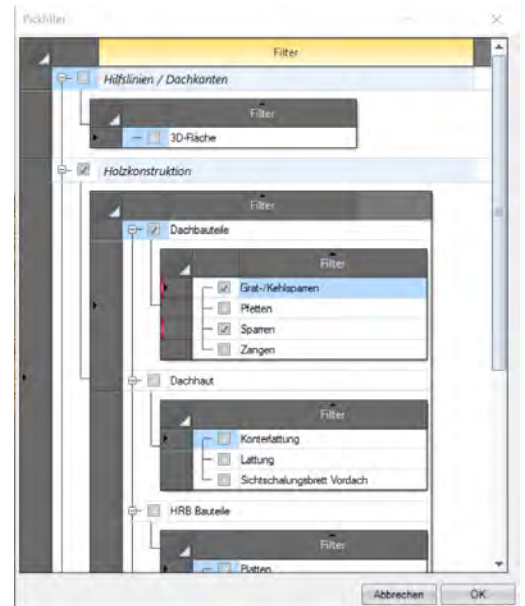 Pickfilter
Filter
Hilfslinien / Dachkanten
Filter
3D-Fläche
Holzkonstruktion
Filter
Dachbauteile
Filter
Grat-/Kehlsparren
Pfetten
Sparren
Zangen
Dachhaut
Filter
Konterlattung
Lattung
Sichtschalungsbrett Vordach
HRB Bauteile
Filter
Platten
Abbrechen
OK